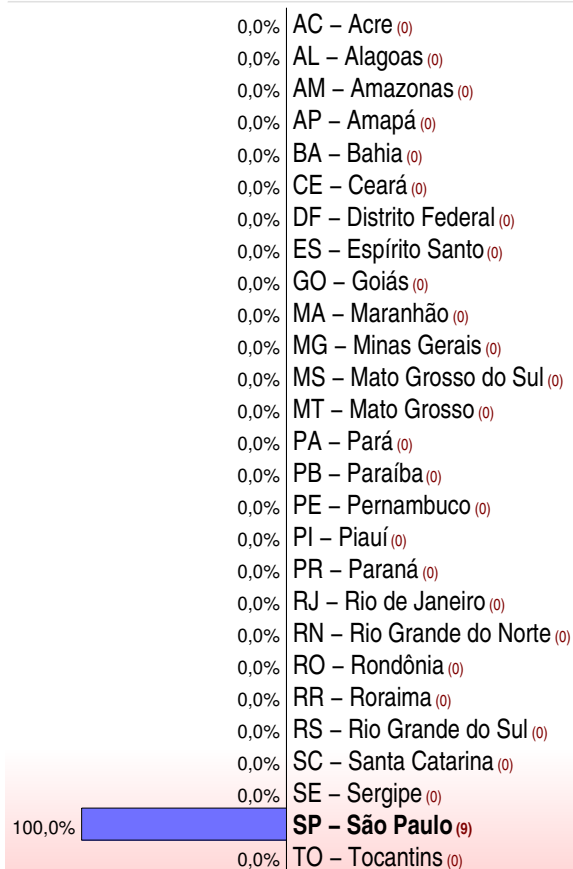 0,0% AC – Acre (0)
0,0% AL – Alagoas (0)
0,0% AM – Amazonas (0)
0,0% AP – Amapá (0)
0,0% BA – Bahia (0)
0,0% CE – Ceará (0)
0,0% DF – Distrito Federal (0)
0,0% ES – Espírito Santo (0)
0,0% GO – Goiás (0)
0,0% MA – Maranhão (0)
0,0% MG – Minas Gerais (0)
0,0% MS – Mato Grosso do Sul (0)
0,0% MT – Mato Grosso (0)
0,0% PA – Pará (0)
0,0% PB – Paraíba (0)
0,0% PE – Pernambuco (0)
0,0% PI – Piauí (0)
0,0% PR – Paraná (0)
0,0% RJ – Rio de Janeiro (0)
0,0% RN – Rio Grande do Norte (0)
0,0% RO – Rondônia (0)
0,0% RR – Roraima (0)
0,0% RS – Rio Grande do Sul (0)
0,0% SC – Santa Catarina (0)
0,0% SE – Sergipe (0)
100,0% SP – São Paulo (9)
0,0% TO – Tocantins (0)